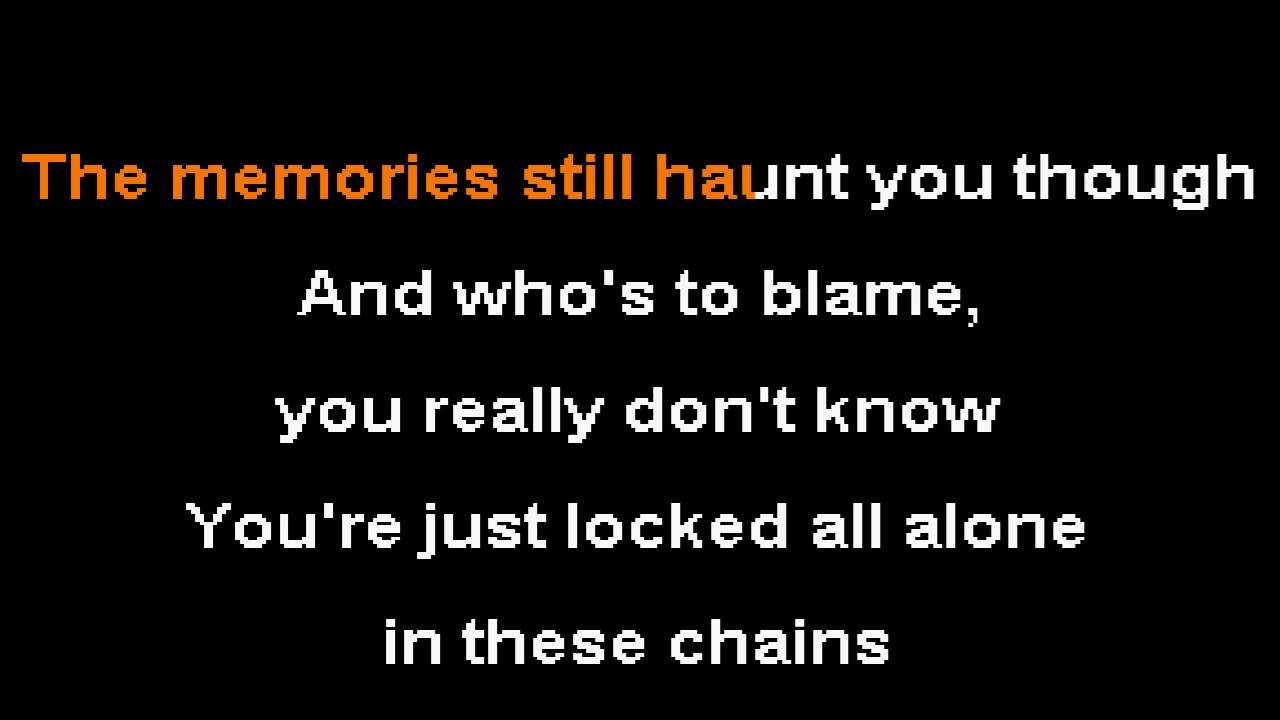 The memories still haunt you though
And who's to blame,
you really don't know
You're just locked all alone
in these chains